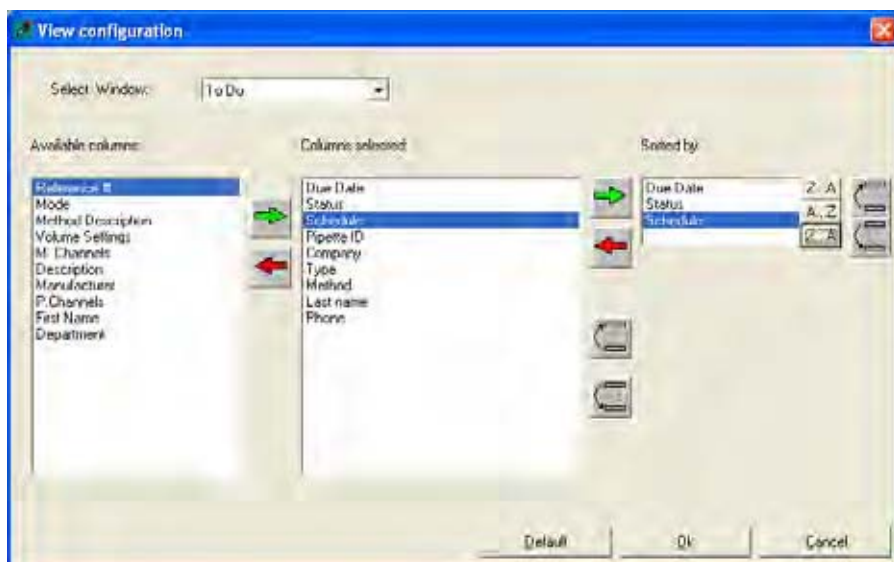 View configuration
Select Window: To Do
Available columns:
Columns selected
Sorted by
Reference #
Mode
Method Description
Volume Settings
M. Channels
Description
Manufacturer
P.Channels
First Name
Department
Due Date
Status
Schedule
Pipette ID
Company
Type
Method
Last name
Phone
Due Date Z..A
Status A..Z
Schedule Z..A
Default
Ok
Cancel